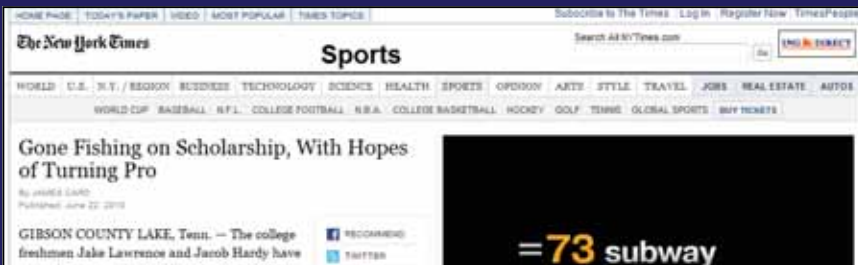 HOME PAGE TODAY'S PAPER VIDEO MOST POPULAR TIMES TOPICS
Subscribe to The Times Log In Register Now TimesPeople
The New York Times
Sports
Search All NYTimes.com
Go
ING DIRECT
WORLD U.S. N.Y. / REGION BUSINESS TECHNOLOGY SCIENCE HEALTH SPORTS OPINION ARTS STYLE TRAVEL JOBS REAL ESTATE AUTOS
WORLD CUP BASEBALL N.F.L. COLLEGE FOOTBALL N.B.A. COLLEGE BASKETBALL HOCKEY GOLF TENNIS GLOBAL SPORTS BUY TICKETS
Gone Fishing on Scholarship, With Hopes
of Turning Pro
By JAMES CARD
Published: June 22, 2010
GIBSON COUNTY LAKE, Tenn. — The college
freshmen Jake Lawrence and Jacob Hardy have
RECOMMEND
TWITTER
=73 subway